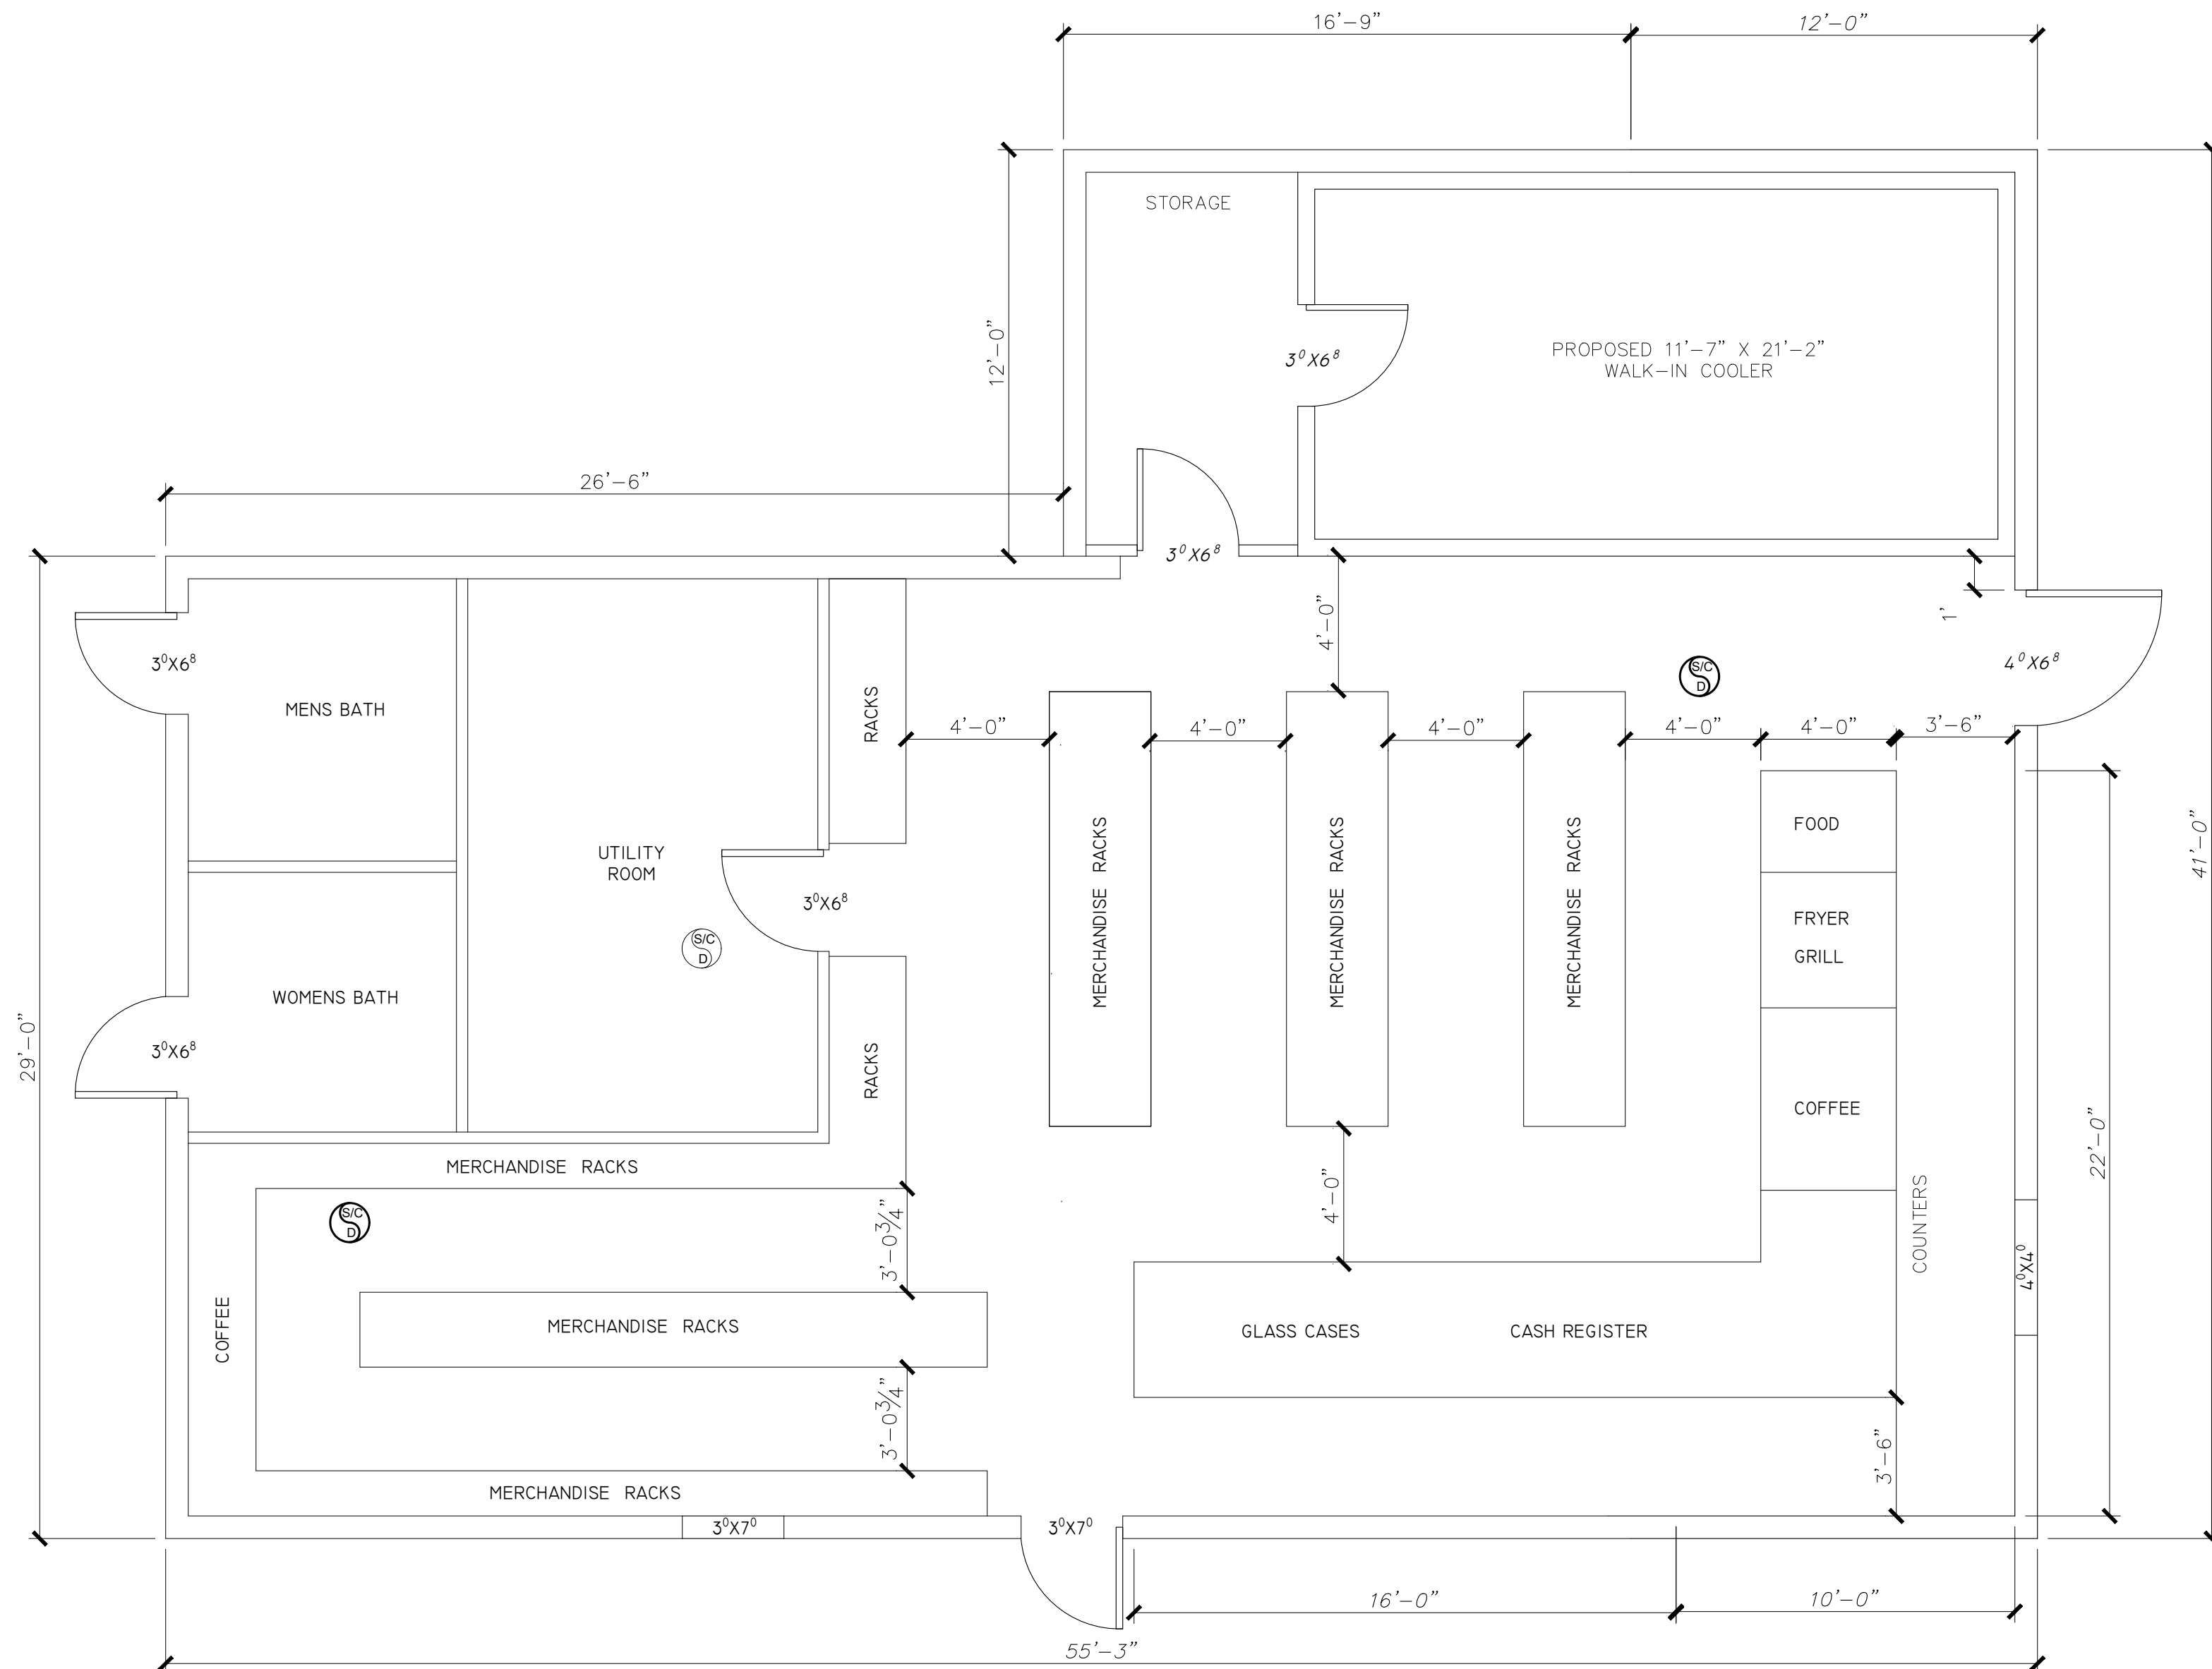 16'-9"
12'-0"
STORAGE
12'-0"
3⁰X6⁸
PROPOSED 11'-7" X 21'-2"
WALK-IN COOLER
26'-6"
3⁰X6⁸
4'-0"
1'
3⁰X6⁸
MENS BATH
RACKS
S/C
D
4⁰X6⁸
4'-0"
4'-0"
4'-0"
4'-0"
4'-0"
3'-6"
41'-0"
UTILITY
ROOM
3⁰X6⁸
S/C
D
MERCHANDISE RACKS
MERCHANDISE RACKS
MERCHANDISE RACKS
FOOD
FRYER
GRILL
COFFEE
WOMENS BATH
3⁰X6⁸
29'-0"
RACKS
22'-0"
MERCHANDISE RACKS
S/C
D
3'-0¾"
4'-0"
COUNTERS
4⁰X4⁰
COFFEE
MERCHANDISE RACKS
GLASS CASES
CASH REGISTER
3'-0¾"
3'-6"
MERCHANDISE RACKS
3⁰X7⁰
3⁰X7⁰
16'-0"
10'-0"
55'-3"